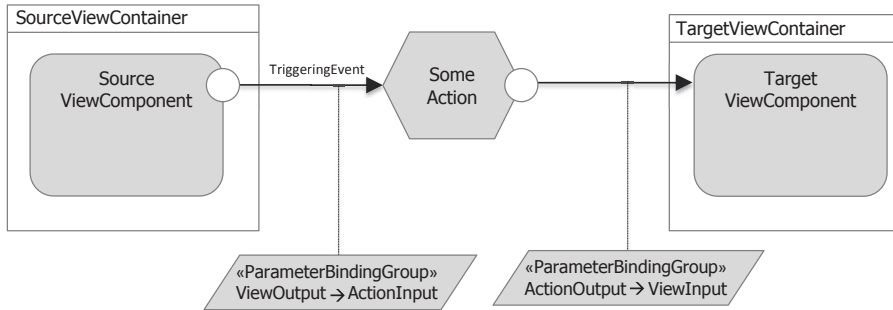 SourceViewContainer
Source
ViewComponent
TriggeringEvent
Some
Action
TargetViewContainer
Target
ViewComponent
«ParameterBindingGroup»
ViewOutput → ActionInput
«ParameterBindingGroup»
ActionOutput → ViewInput